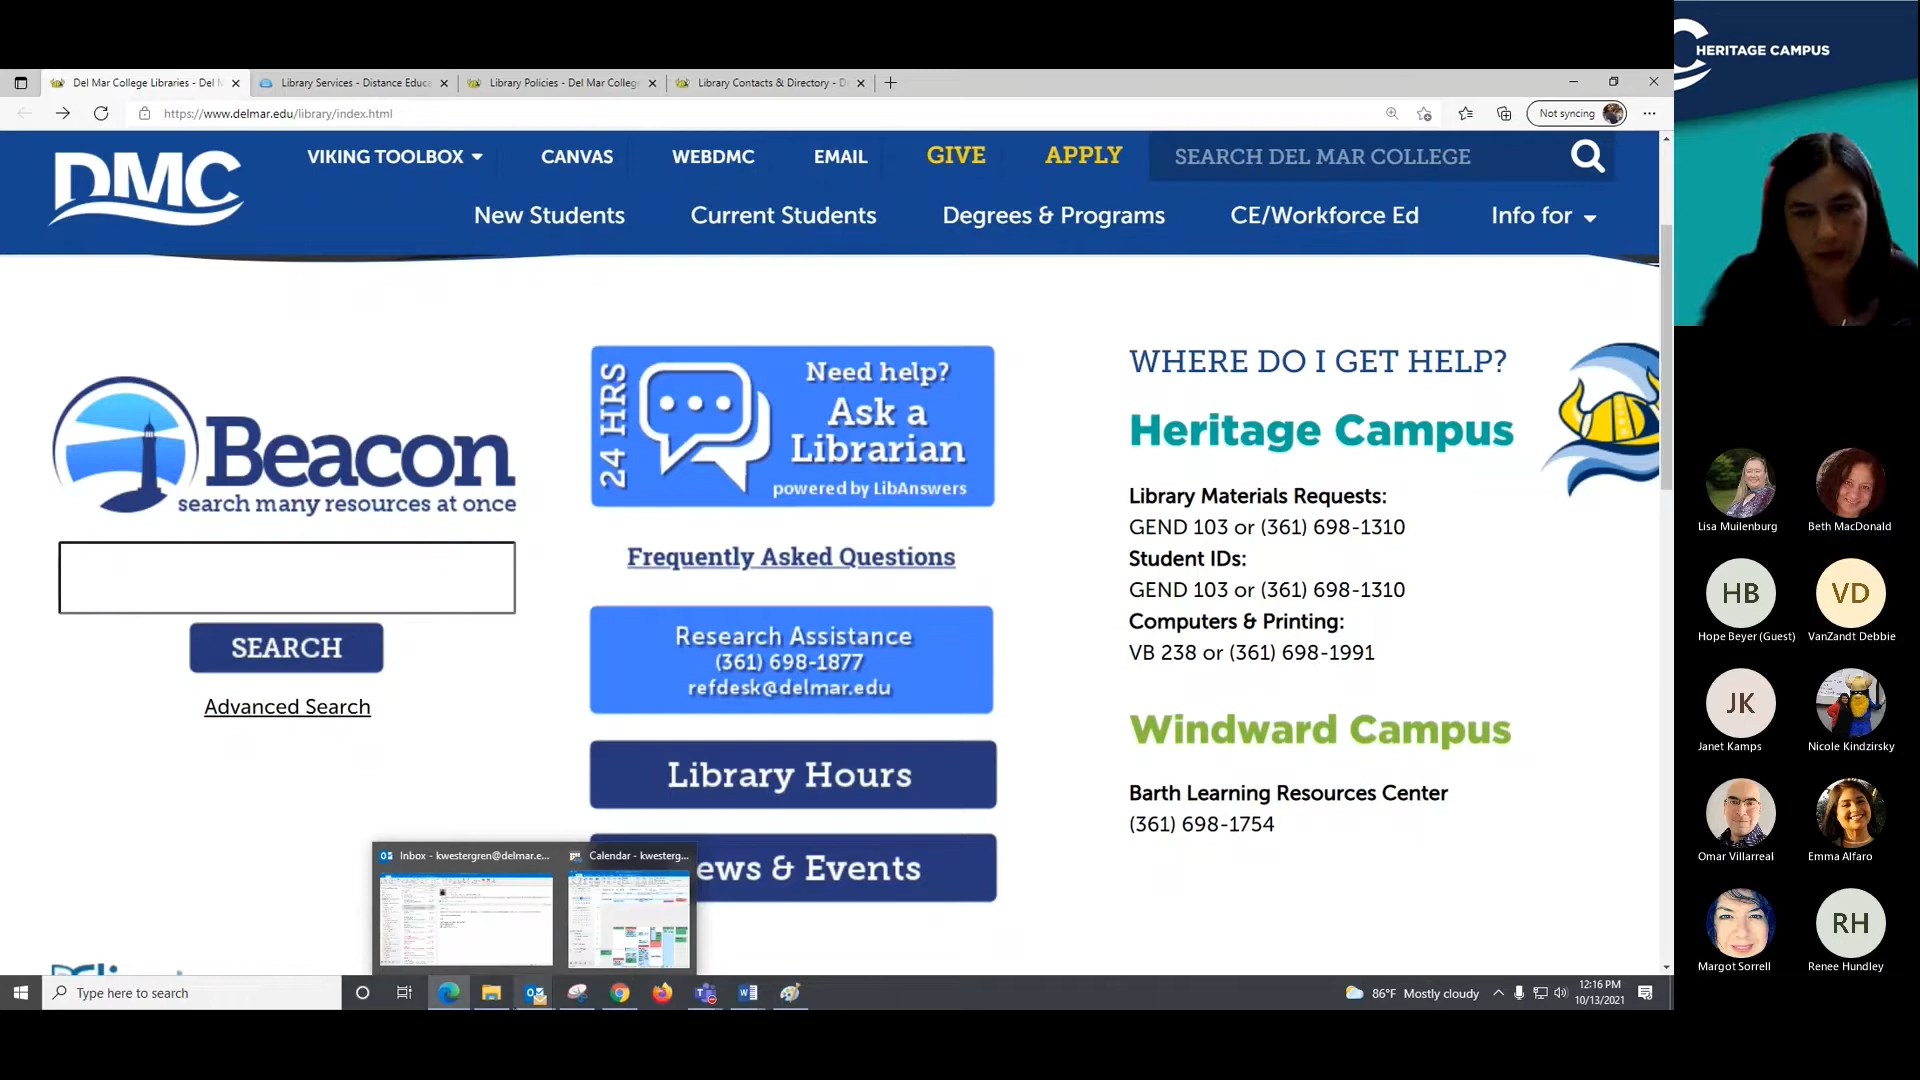 Del Mar College Libraries - Del
Library Services - Distance Educa
Library Policies - Del Mar College
Library Contacts & Directory - D
https://www.delmar.edu/library/index.html
Not syncing
DMC
VIKING TOOLBOX
CANVAS
WEBDMC
EMAIL
GIVE
APPLY
SEARCH DEL MAR COLLEGE
New Students
Current Students
Degrees & Programs
CE/Workforce Ed
Info for
Beacon
search many resources at once
SEARCH
Advanced Search
24 HRS
Need help?
Ask a
Librarian
powered by LibAnswers
Frequently Asked Questions
Research Assistance
(361) 698-1877
refdesk@delmar.edu
Library Hours
ews & Events
WHERE DO I GET HELP?
Heritage Campus
Library Materials Requests:
GEND 103 or (361) 698-1310
Student IDs:
GEND 103 or (361) 698-1310
Computers & Printing:
VB 238 or (361) 698-1991
Windward Campus
Barth Learning Resources Center
(361) 698-1754
Inbox - kwestergren@delmar.e...
Calendar - kwesterg...
Type here to search
86°F Mostly cloudy
12:16 PM
10/13/2021
HERITAGE CAMPUS
Lisa Muilenburg
Beth MacDonald
HB
Hope Beyer (Guest)
VD
VanZandt Debbie
JK
Janet Kamps
Nicole Kindzirsky
Omar Villarreal
Emma Alfaro
Margot Sorrell
RH
Renee Hundley